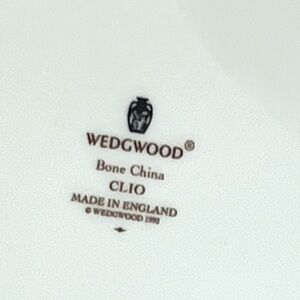 WEDGWOOD®
Bone China
CLIO
MADE IN ENGLAND
© WEDGWOOD 1992